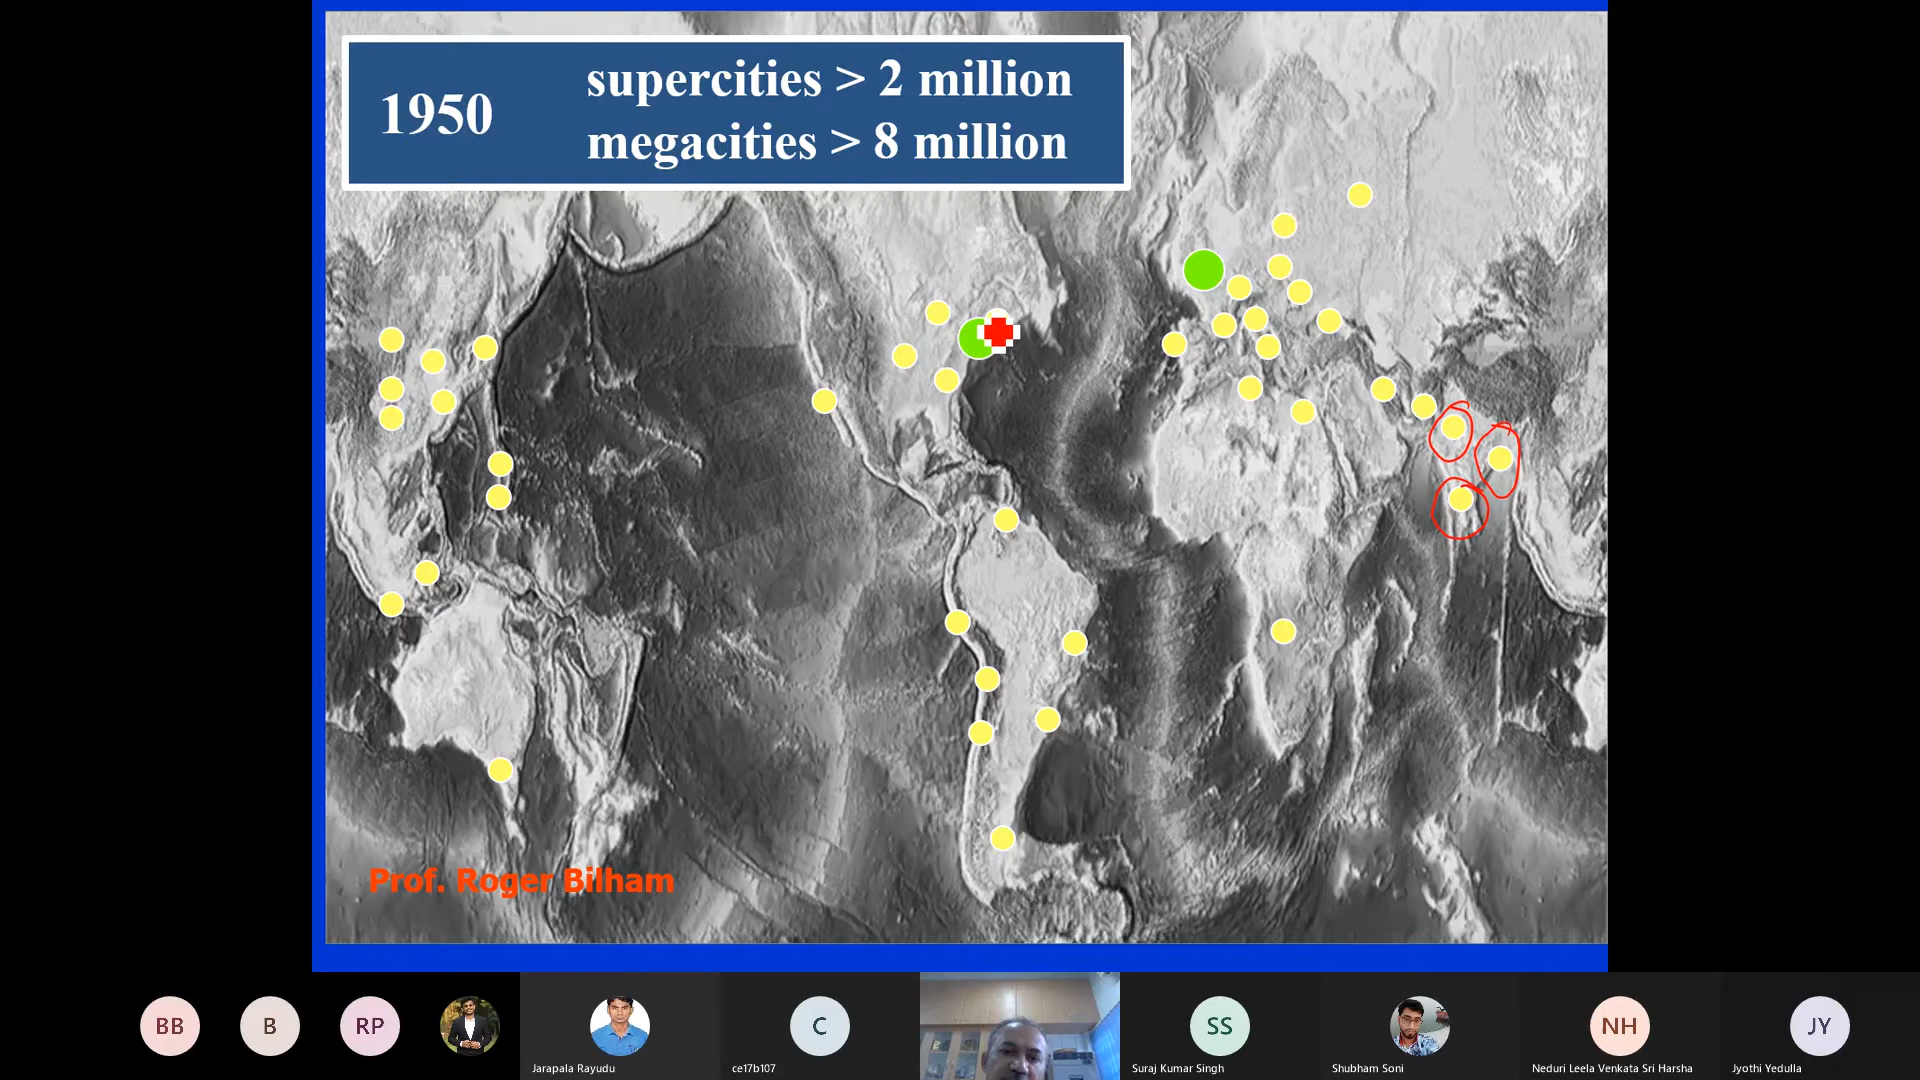 1950
supercities > 2 million
megacities > 8 million
Prof. Roger Bilham
BB
B
RP
C
SS
NH
JY
Jarapala Rayudu
ce17b107
Suraj Kumar Singh
Shubham Soni
Neduri Leela Venkata Sri Harsha
Jyothi Yedulla